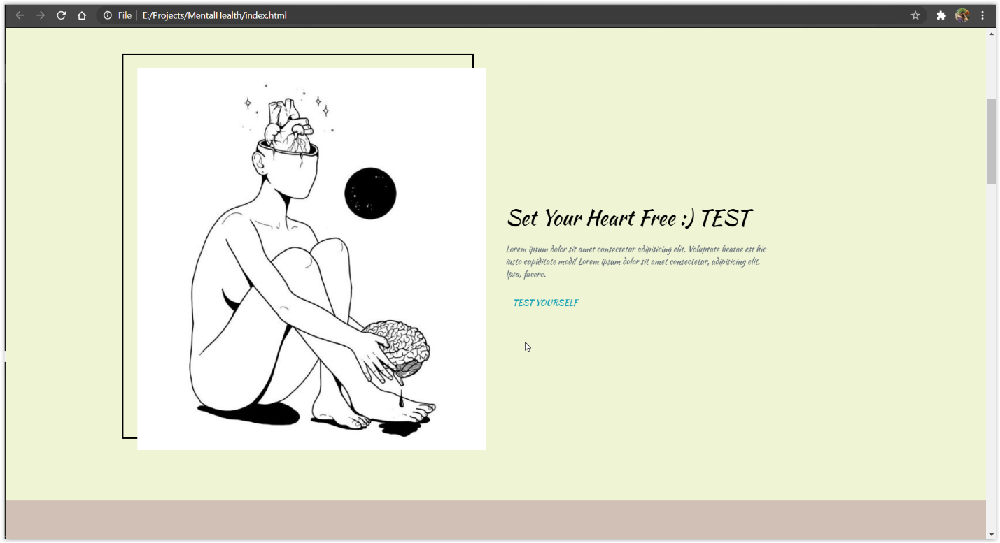 File
E:/Projects/MentalHealth/index.html
Set Your Heart Free :) TEST
Lorem ipsum dolor sit amet consectetur adipisicing elit. Voluptate beatae est hic
iusto cupiditate modi! Lorem ipsum dolor sit amet consectetur, adipisicing elit.
Ipsa, facere.
TEST YOURSELF